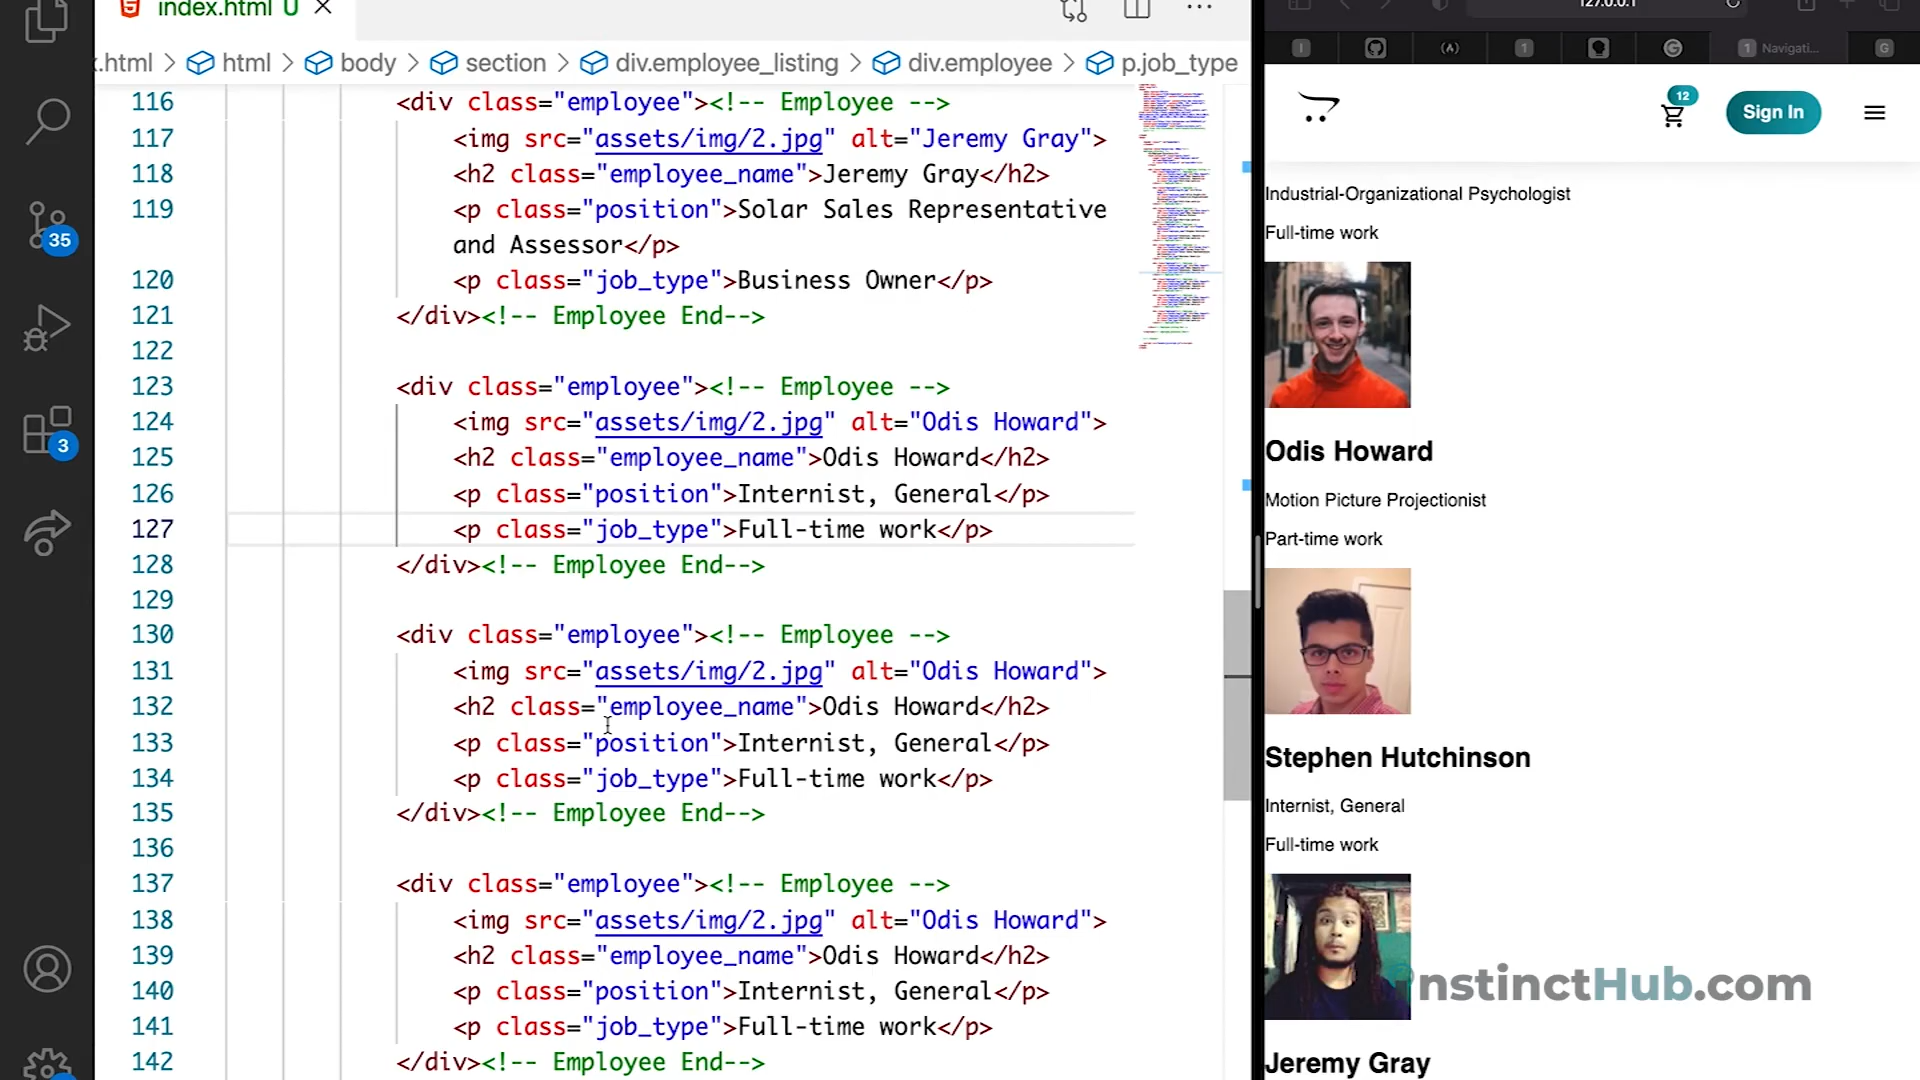 index.html U
.html > html > body > section > div.employee_listing > div.employee > p.job_type
116 <div class="employee"><!-- Employee -->
117 <img src="assets/img/2.jpg" alt="Jeremy Gray">
118 <h2 class="employee_name">Jeremy Gray</h2>
119 <p class="position">Solar Sales Representative
and Assessor</p>
120 <p class="job_type">Business Owner</p>
121 </div><!-- Employee End-->
122
123 <div class="employee"><!-- Employee -->
124 <img src="assets/img/2.jpg" alt="Odis Howard">
125 <h2 class="employee_name">Odis Howard</h2>
126 <p class="position">Internist, General</p>
127 <p class="job_type">Full-time work</p>
128 </div><!-- Employee End-->
129
130 <div class="employee"><!-- Employee -->
131 <img src="assets/img/2.jpg" alt="Odis Howard">
132 <h2 class="employee_name">Odis Howard</h2>
133 <p class="position">Internist, General</p>
134 <p class="job_type">Full-time work</p>
135 </div><!-- Employee End-->
136
137 <div class="employee"><!-- Employee -->
138 <img src="assets/img/2.jpg" alt="Odis Howard">
139 <h2 class="employee_name">Odis Howard</h2>
140 <p class="position">Internist, General</p>
141 <p class="job_type">Full-time work</p>
142 </div><!-- Employee End-->
35
3
127.0.0.1
Navigati...
12
Sign In
Industrial-Organizational Psychologist
Full-time work
Odis Howard
Motion Picture Projectionist
Part-time work
Stephen Hutchinson
Internist, General
Full-time work
InstinctHub.com
Jeremy Gray